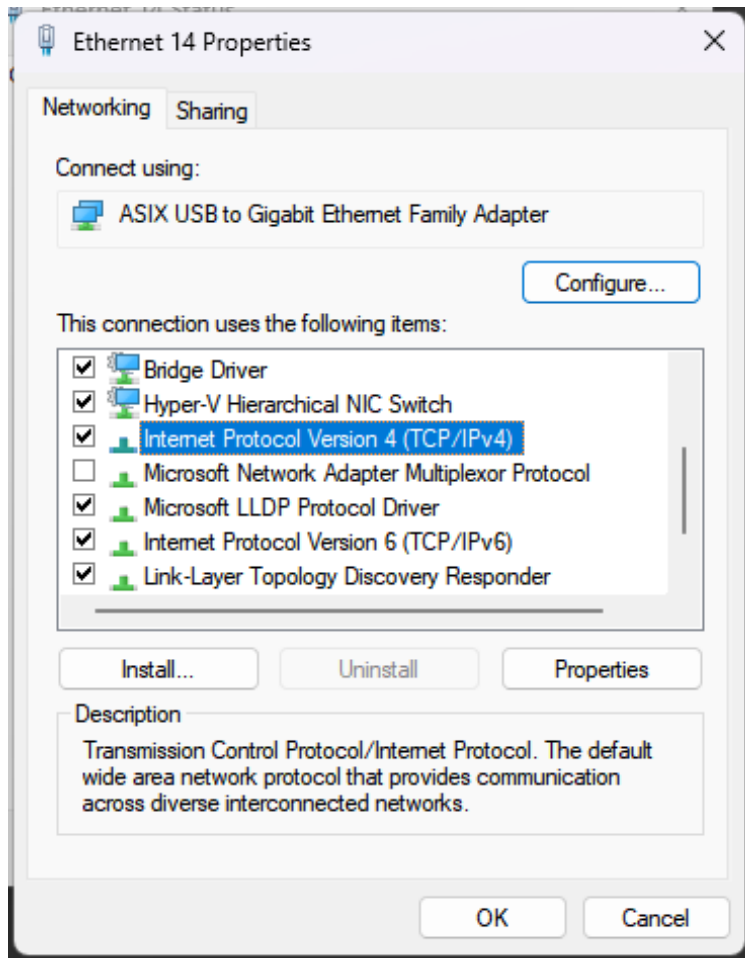 Ethernet 14 Status
Ethernet 14 Properties
Networking Sharing
Connect using:
ASIX USB to Gigabit Ethernet Family Adapter
Configure...
This connection uses the following items:
Bridge Driver
Hyper-V Hierarchical NIC Switch
Internet Protocol Version 4 (TCP/IPv4)
Microsoft Network Adapter Multiplexor Protocol
Microsoft LLDP Protocol Driver
Internet Protocol Version 6 (TCP/IPv6)
Link-Layer Topology Discovery Responder
Install... Uninstall Properties
Description
Transmission Control Protocol/Internet Protocol. The default
wide area network protocol that provides communication
across diverse interconnected networks.
OK Cancel